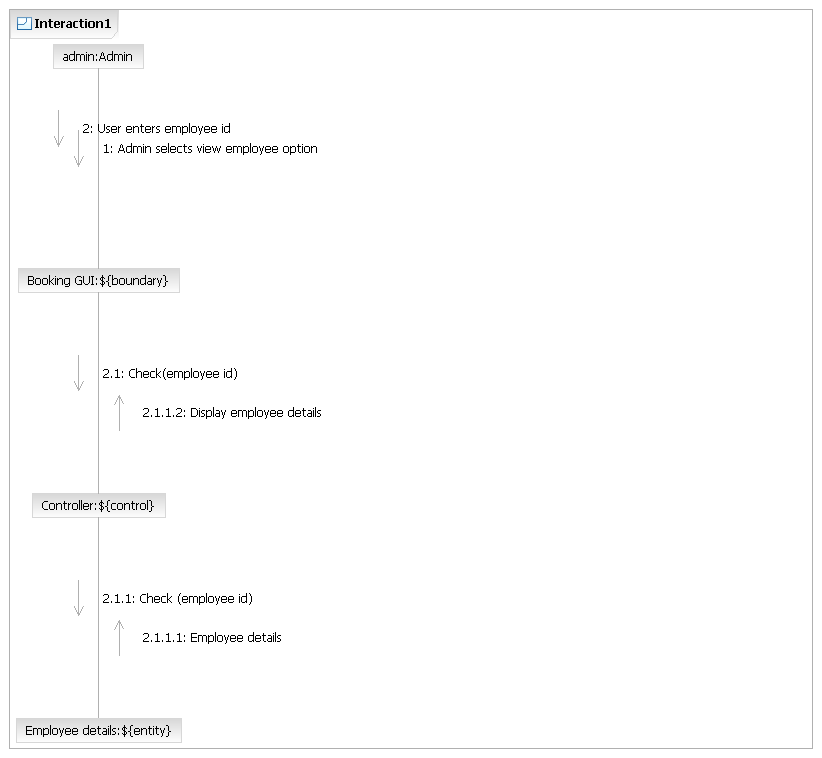 Interaction1
admin:Admin
2: User enters employee id
1: Admin selects view employee option
Booking GUI:${boundary}
2.1: Check(employee id)
2.1.1.2: Display employee details
Controller:${control}
2.1.1: Check (employee id)
2.1.1.1: Employee details
Employee details:${entity}